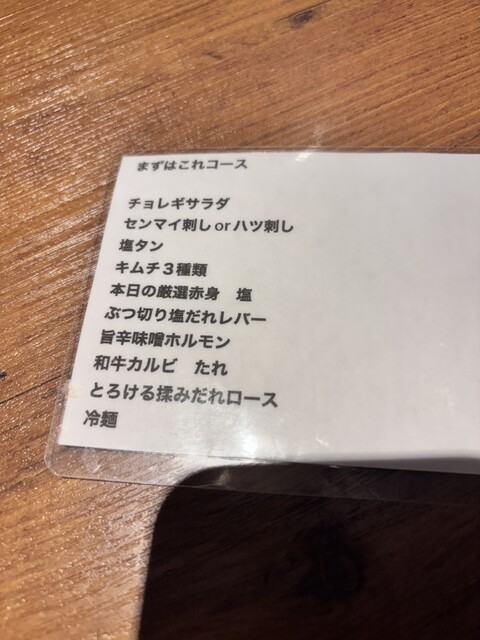 まずはこれコース
チョレギサラダ
センマイ刺しorハツ刺し
塩タン
キムチ３種類
本日の厳選赤身　塩
ぶつ切り塩だれレバー
旨辛味噌ホルモン
和牛カルビ　たれ
とろける揉みだれロース
冷麺